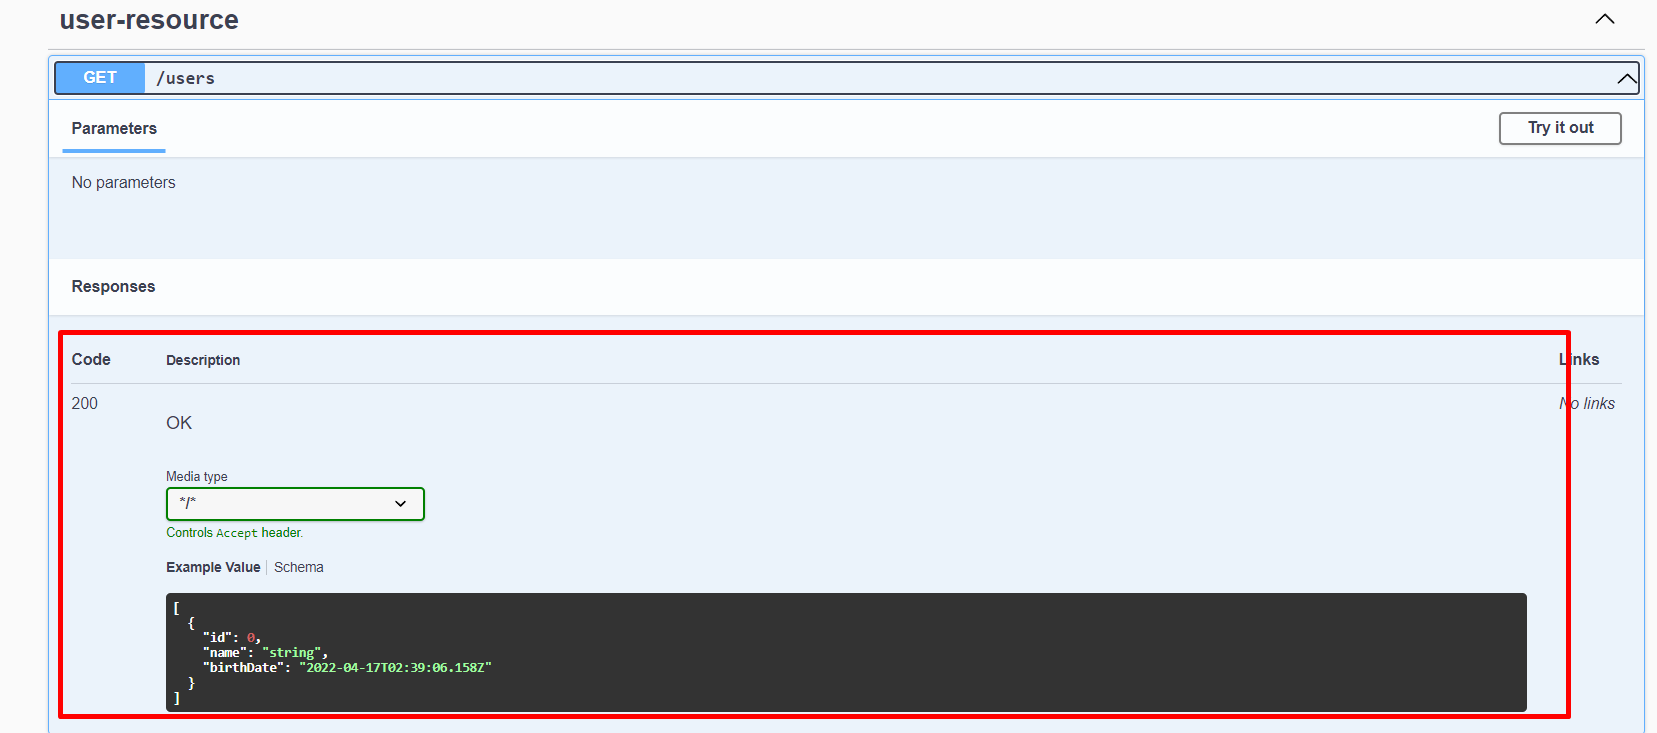 user-resource
GET /users
Parameters
Try it out
No parameters
Responses
Code Description Links
200 No links
OK
Media type
*/*
Controls Accept header.
Example Value Schema
[
{
"id": 0,
"name": "string",
"birthDate": "2022-04-17T02:39:06.158Z"
}
]